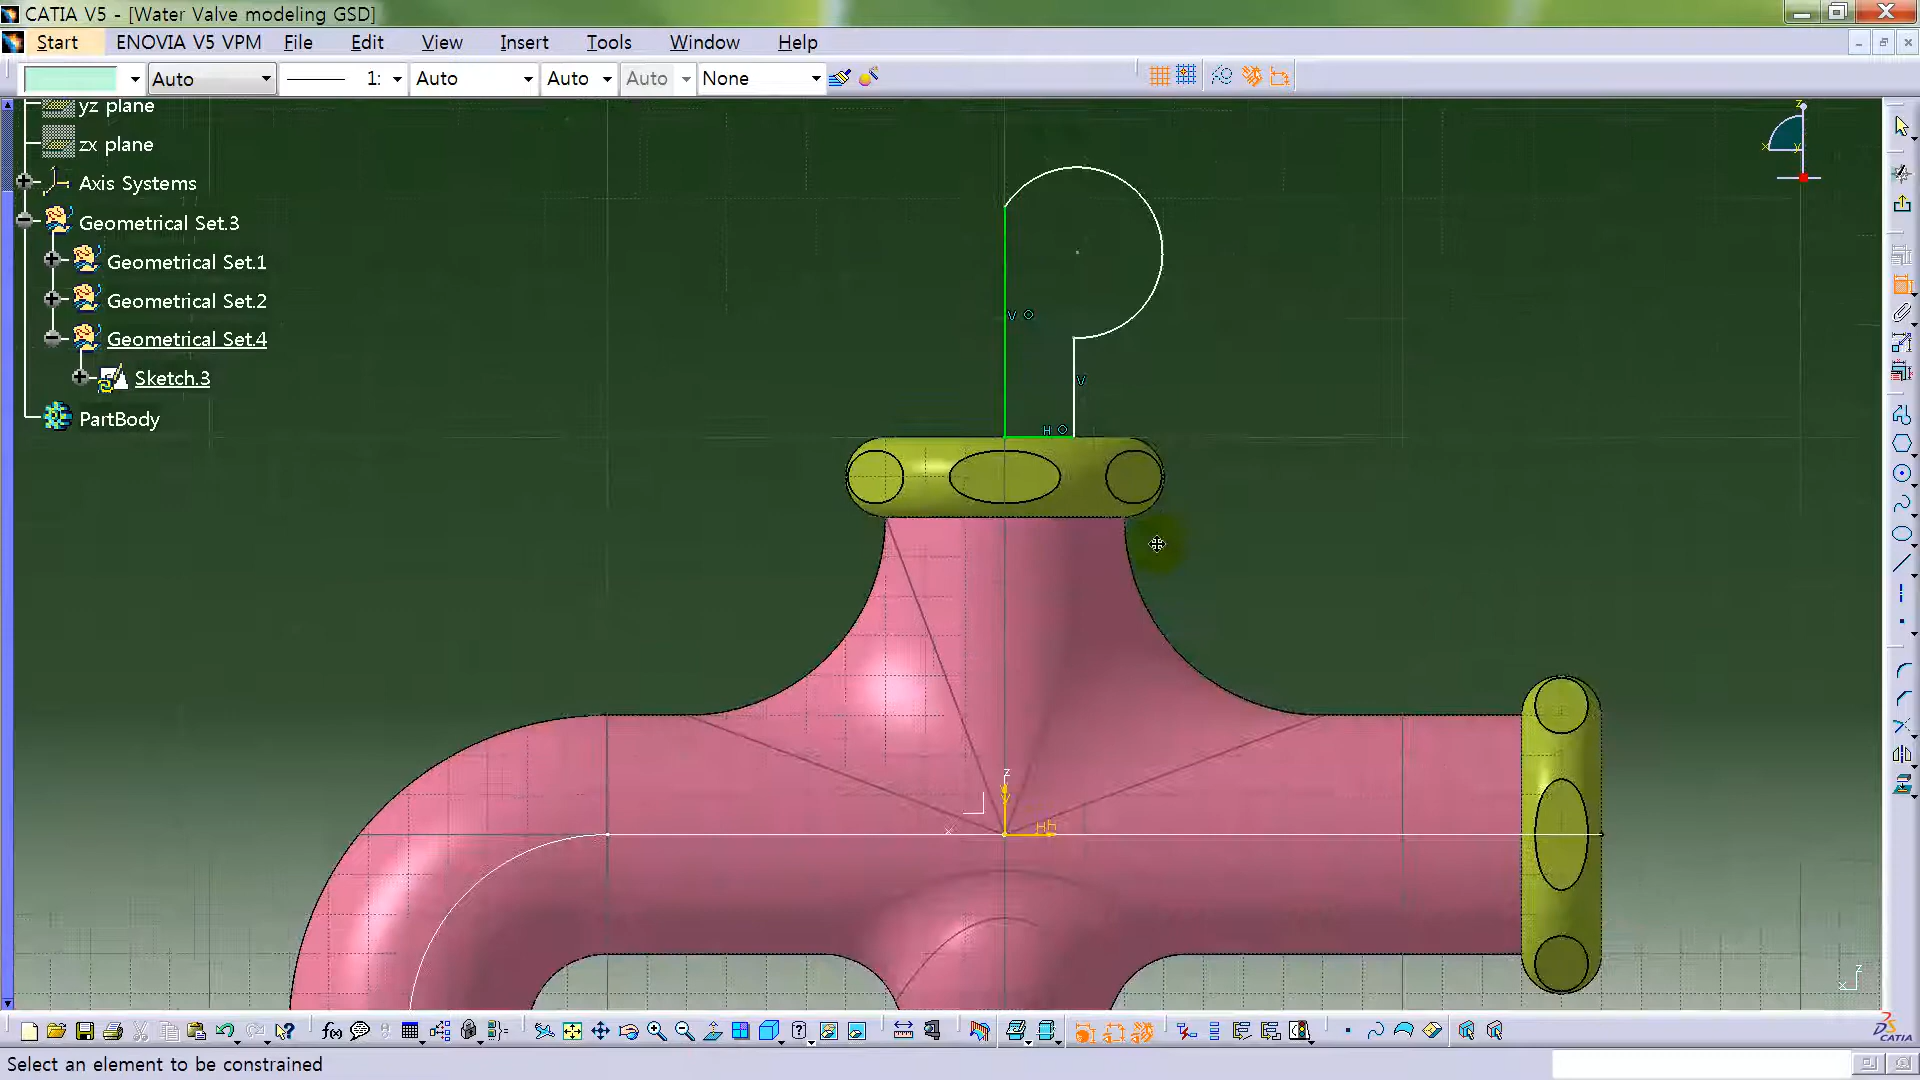 CATIA V5 - [Water Valve modeling GSD]
Start ENOVIA V5 VPM File Edit View Insert Tools Window Help
Auto 1: Auto Auto Auto None
yz plane
zx plane
Axis Systems
Geometrical Set.3
Geometrical Set.1
Geometrical Set.2
Geometrical Set.4
Sketch.3
PartBody
V
V
H
z
x
y
z
x
H
z
x
f(x)
CATIA
Select an element to be constrained